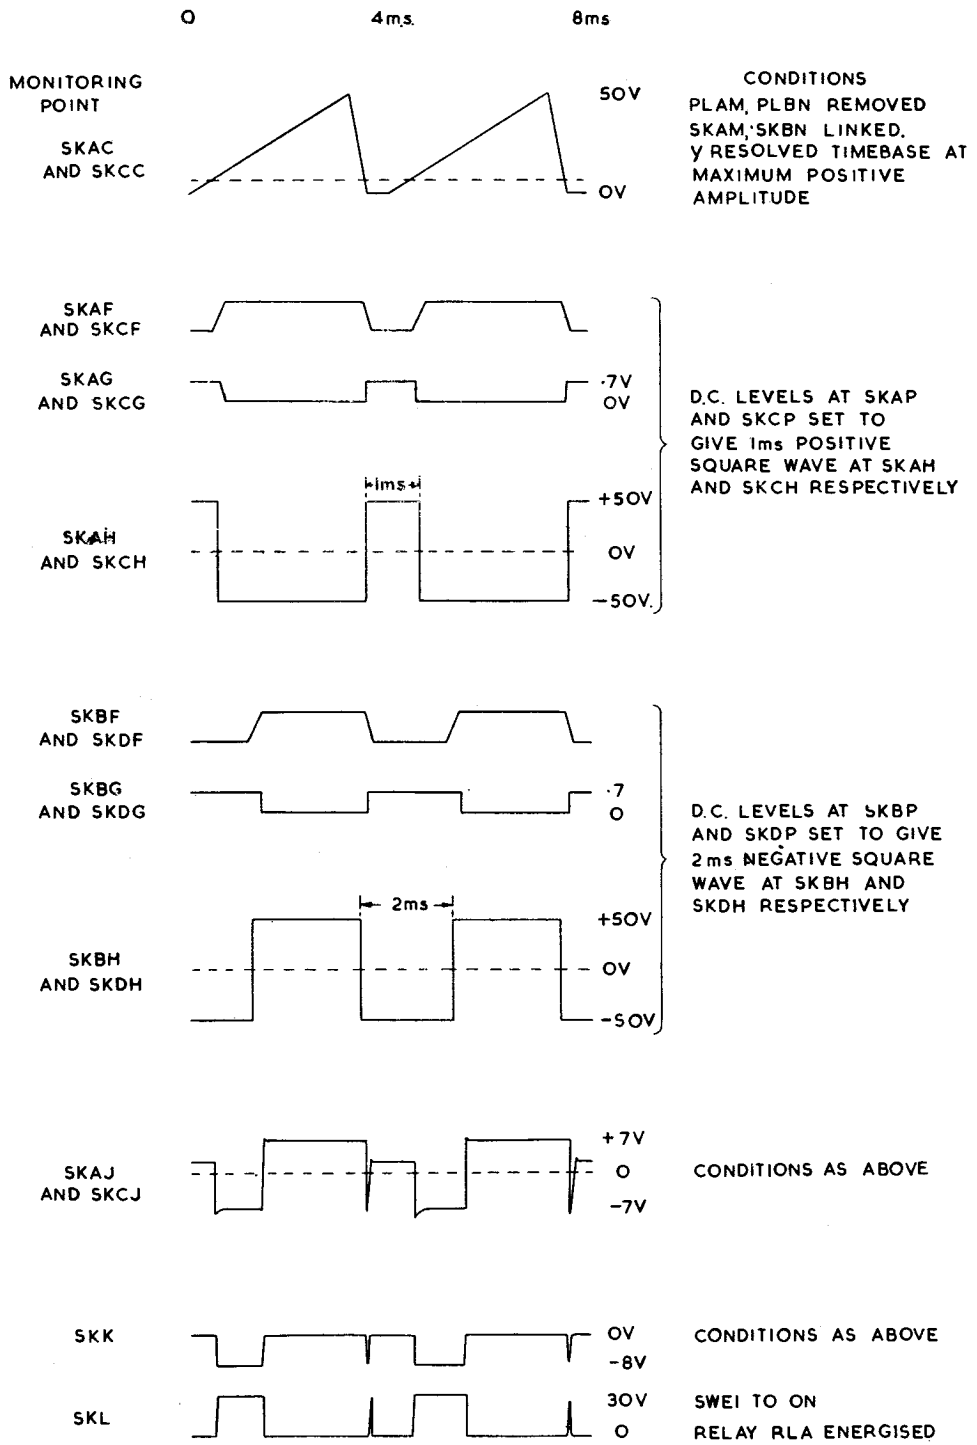 0 4m.s. 8ms
MONITORING
POINT
SKAC
AND SKCC
50V
0V
CONDITIONS
PLAM, PLBN REMOVED
SKAM, SKBN LINKED.
Y RESOLVED TIMEBASE AT
MAXIMUM POSITIVE
AMPLITUDE
SKAF
AND SKCF
SKAG
AND SKCG
·7V
0V
SKAH
AND SKCH
1ms
+50V
0V
-50V.
D.C. LEVELS AT SKAP
AND SKCP SET TO
GIVE 1ms POSITIVE
SQUARE WAVE AT SKAH
AND SKCH RESPECTIVELY
SKBF
AND SKDF
SKBG
AND SKDG
·7
0
SKBH
AND SKDH
2ms
+50V
0V
-50V
D.C. LEVELS AT SKBP
AND SKDP SET TO GIVE
2ms NEGATIVE SQUARE
WAVE AT SKBH AND
SKDH RESPECTIVELY
SKAJ
AND SKCJ
+7V
0
-7V
CONDITIONS AS ABOVE
SKK
0V
-8V
CONDITIONS AS ABOVE
SKL
30V
0
SWE1 TO ON
RELAY RLA ENERGISED